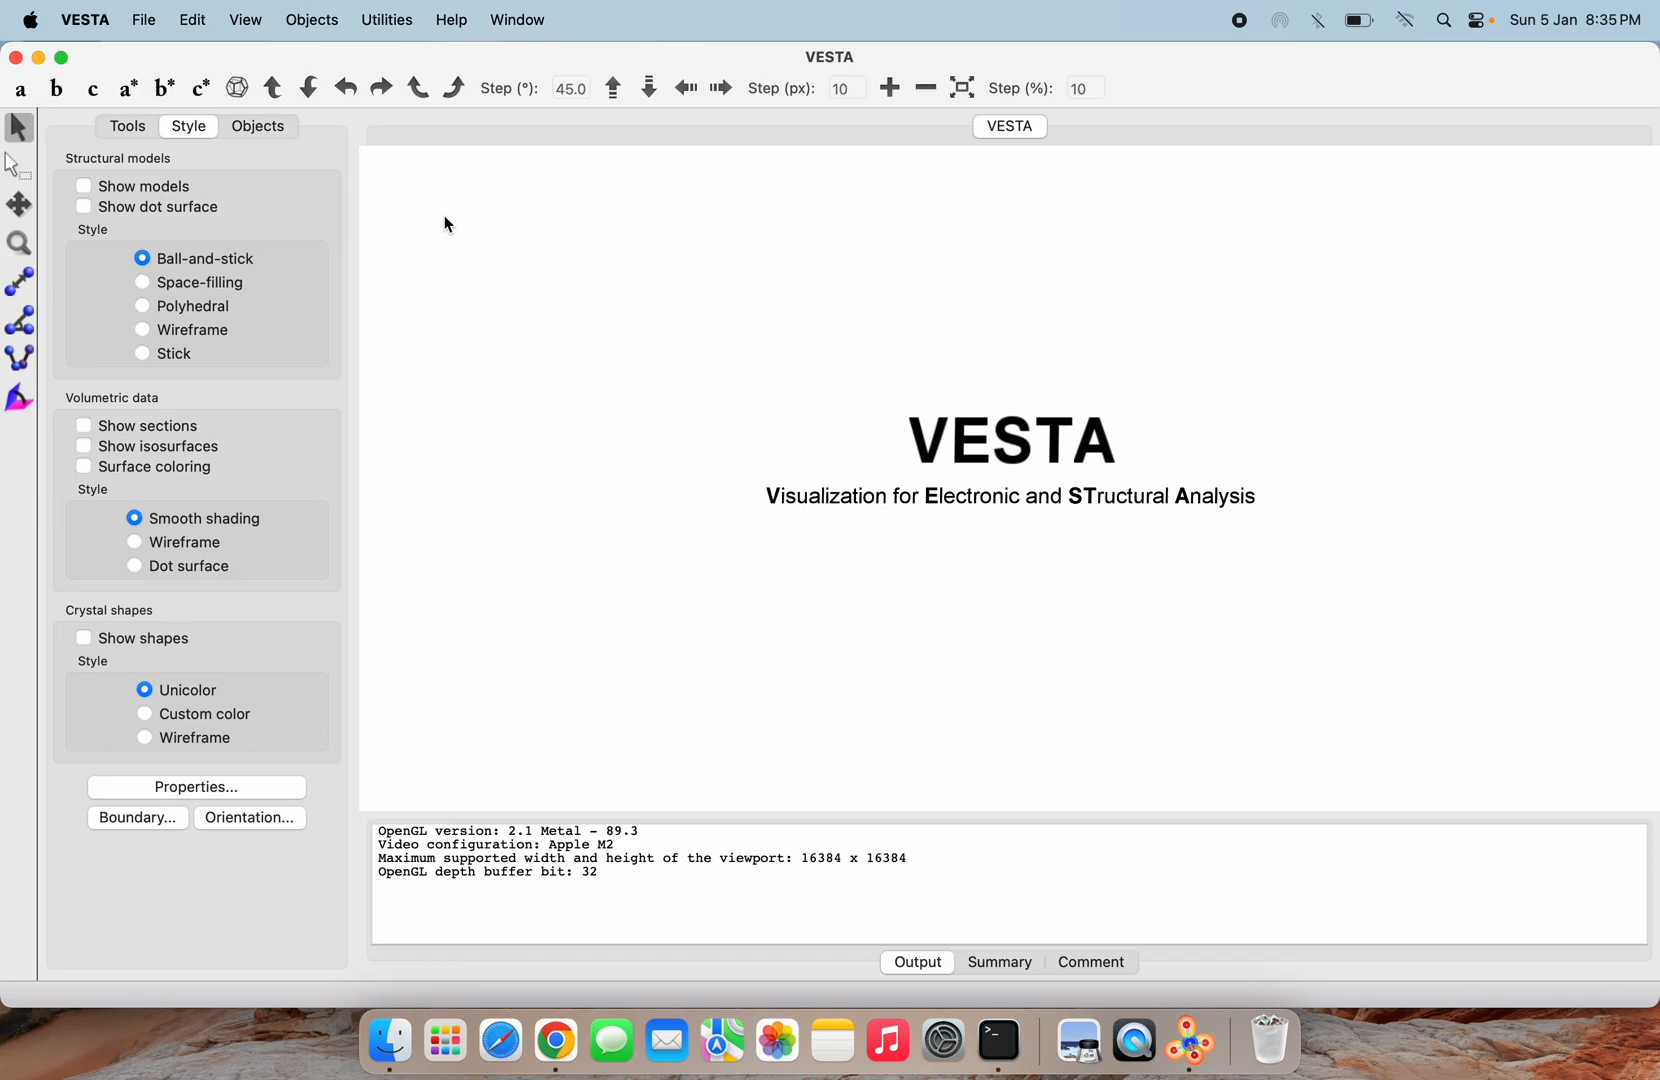 VESTA File Edit View Objects Utilities Help Window Sun 5 Jan 8:35 PM
VESTA
a b c a* b* c* Step (°): 45.0 Step (px): 10 Step (%): 10
Tools Style Objects VESTA
Structural models
Show models
Show dot surface
Style
Ball-and-stick
Space-filling
Polyhedral
Wireframe
Stick
Volumetric data
Show sections
Show isosurfaces
Surface coloring
Style
Smooth shading
Wireframe
Dot surface
Crystal shapes
Show shapes
Style
Unicolor
Custom color
Wireframe
Properties...
Boundary... Orientation...
VESTA
Visualization for Electronic and STructural Analysis
OpenGL version: 2.1 Metal - 89.3
Video configuration: Apple M2
Maximum supported width and height of the viewport: 16384 x 16384
OpenGL depth buffer bit: 32
Output Summary Comment